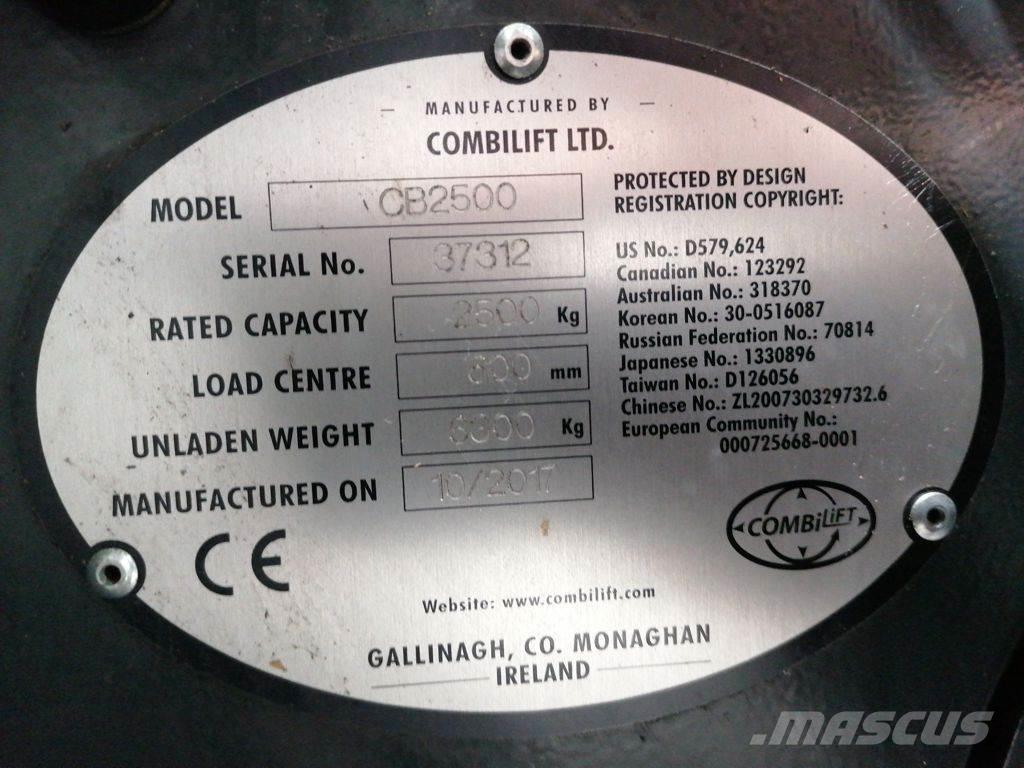 MANUFACTURED BY
COMBILIFT LTD.
MODEL CB2500
SERIAL No. 37312
RATED CAPACITY 2500 Kg
LOAD CENTRE 600 mm
UNLADEN WEIGHT Kg
MANUFACTURED ON 10/2017
PROTECTED BY DESIGN
REGISTRATION COPYRIGHT:
US No.: D579,624
Canadian No.: 123292
Australian No.: 318370
Korean No.: 30-0516087
Russian Federation No.: 70814
Japanese No.: 1330896
Taiwan No.: D126056
Chinese No.: ZL200730329732.6
European Community No.:
000725668-0001
CE
COMBiLiFT
Website: www.combilift.com
GALLINAGH, CO. MONAGHAN
IRELAND
.MASCUS